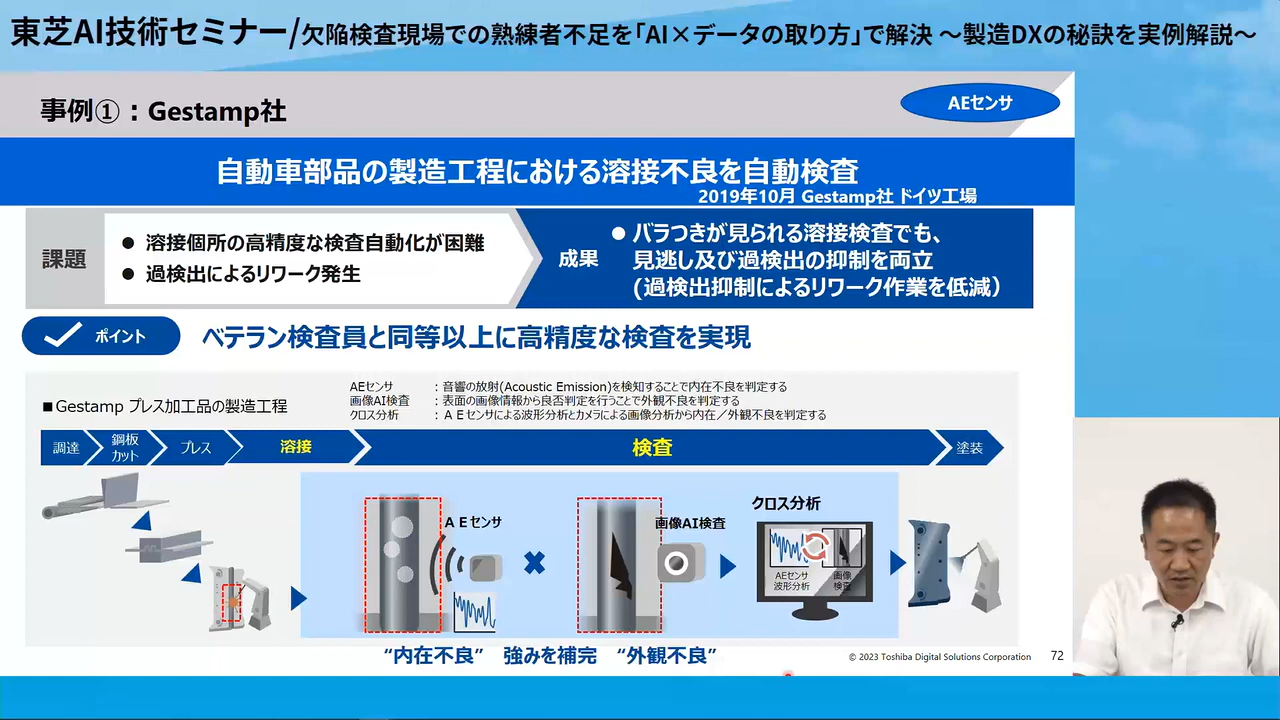 東芝AI技術セミナー/欠陥検査現場での熟練者不足を「AI×データの取り方」で解決 ～製造DXの秘訣を実例解説～
事例①：Gestamp社
AEセンサ
自動車部品の製造工程における溶接不良を自動検査
2019年10月 Gestamp社 ドイツ工場
課題
● 溶接個所の高精度な検査自動化が困難
● 過検出によるリワーク発生
成果
● バラつきが見られる溶接検査でも、
見逃し及び過検出の抑制を両立
(過検出抑制によるリワーク作業を低減）
ポイント
ベテラン検査員と同等以上に高精度な検査を実現
■Gestamp プレス加工品の製造工程
AEセンサ ：音響の放射(Acoustic Emission)を検知することで内在不良を判定する
画像AI検査 ：表面の画像情報から良否判定を行うことで外観不良を判定する
クロス分析 ：ＡＥセンサによる波形分析とカメラによる画像分析から内在／外観不良を判定する
調達
鋼板
カット
プレス
溶接
検査
塗装
ＡＥセンサ
画像AI検査
クロス分析
AEセンサ
波形分析
画像
検査
“内在不良” 強みを補完 “外観不良”
© 2023 Toshiba Digital Solutions Corporation
72